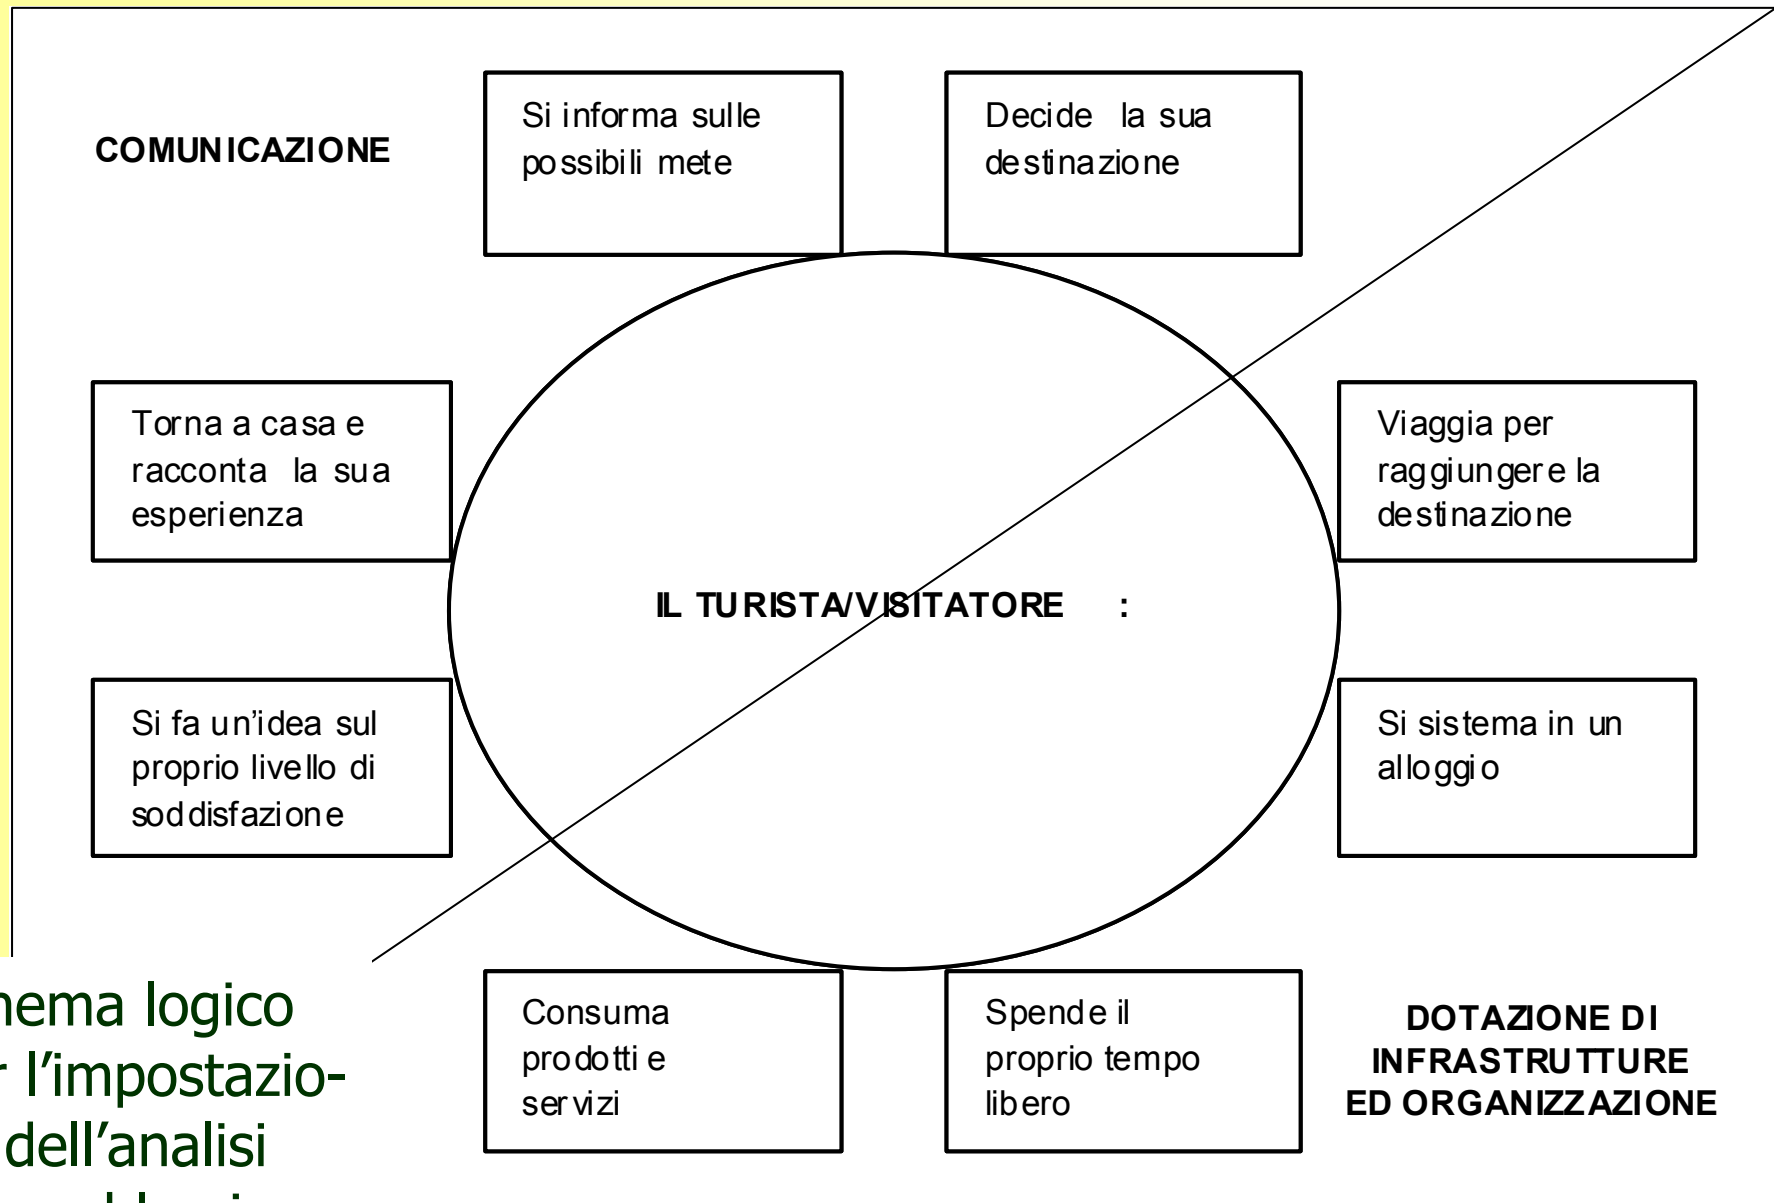 COMUNICAZIONE
Si informa sulle
possibili mete
Decide la sua
destinazione
Torna a casa e
racconta la sua
esperienza
Viaggia per
raggiungere la
destinazione
IL TURISTA/VISITATORE :
Si fa un’idea sul
proprio livello di
soddisfazione
Si sistema in un
alloggio
Consuma
prodotti e
servizi
Spende il
proprio tempo
libero
DOTAZIONE DI
INFRASTRUTTURE
ED ORGANIZZAZIONE
hema logico
r l’impostazio-
dell’analisi